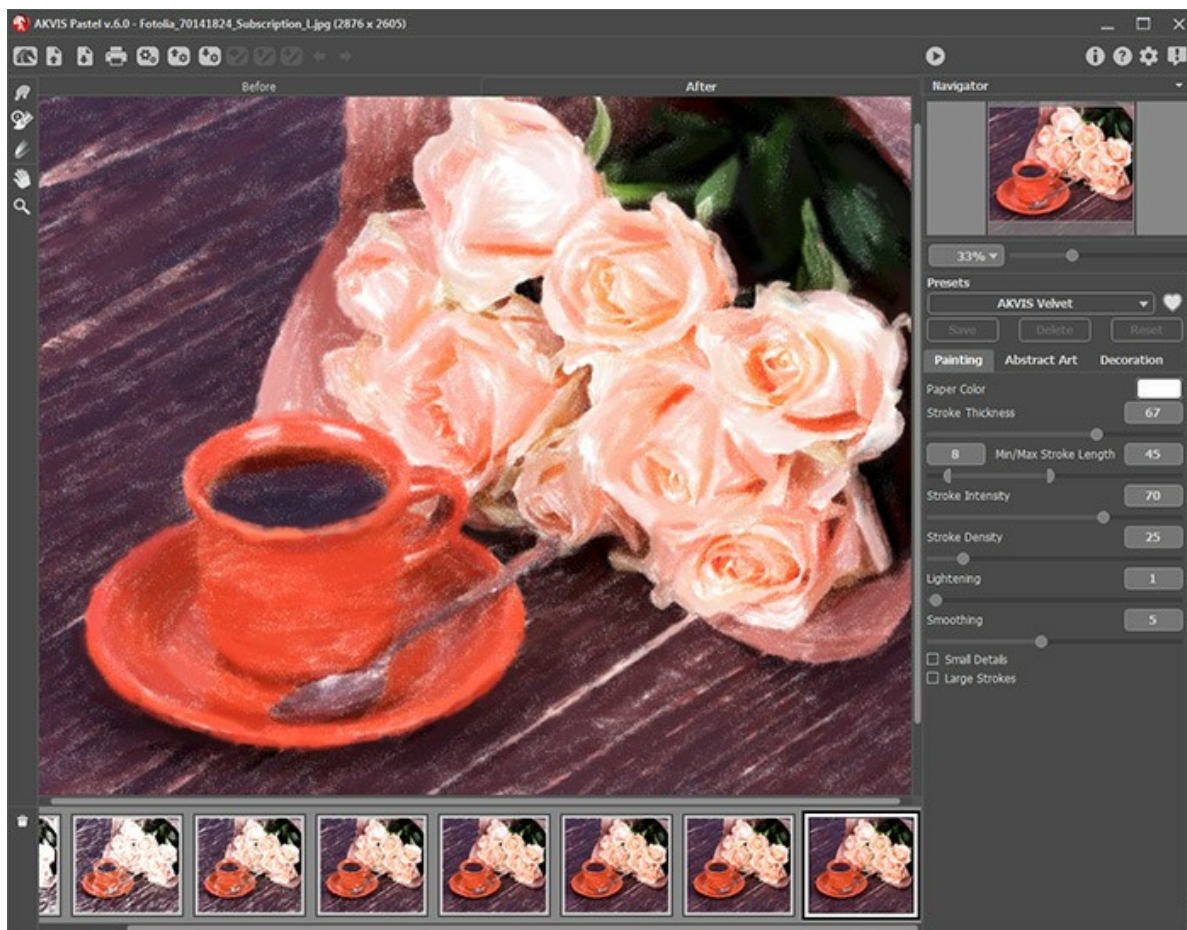 AKVIS Pastel v.6.0 - Fotolia_70141824_Subscription_L.jpg (2876 x 2605)
Before After
Navigator
33%
Presets
AKVIS Velvet
Save Delete Reset
Painting Abstract Art Decoration
Paper Color
Stroke Thickness 67
8 Min/Max Stroke Length 45
Stroke Intensity 70
Stroke Density 25
Lightening 1
Smoothing 5
Small Details
Large Strokes